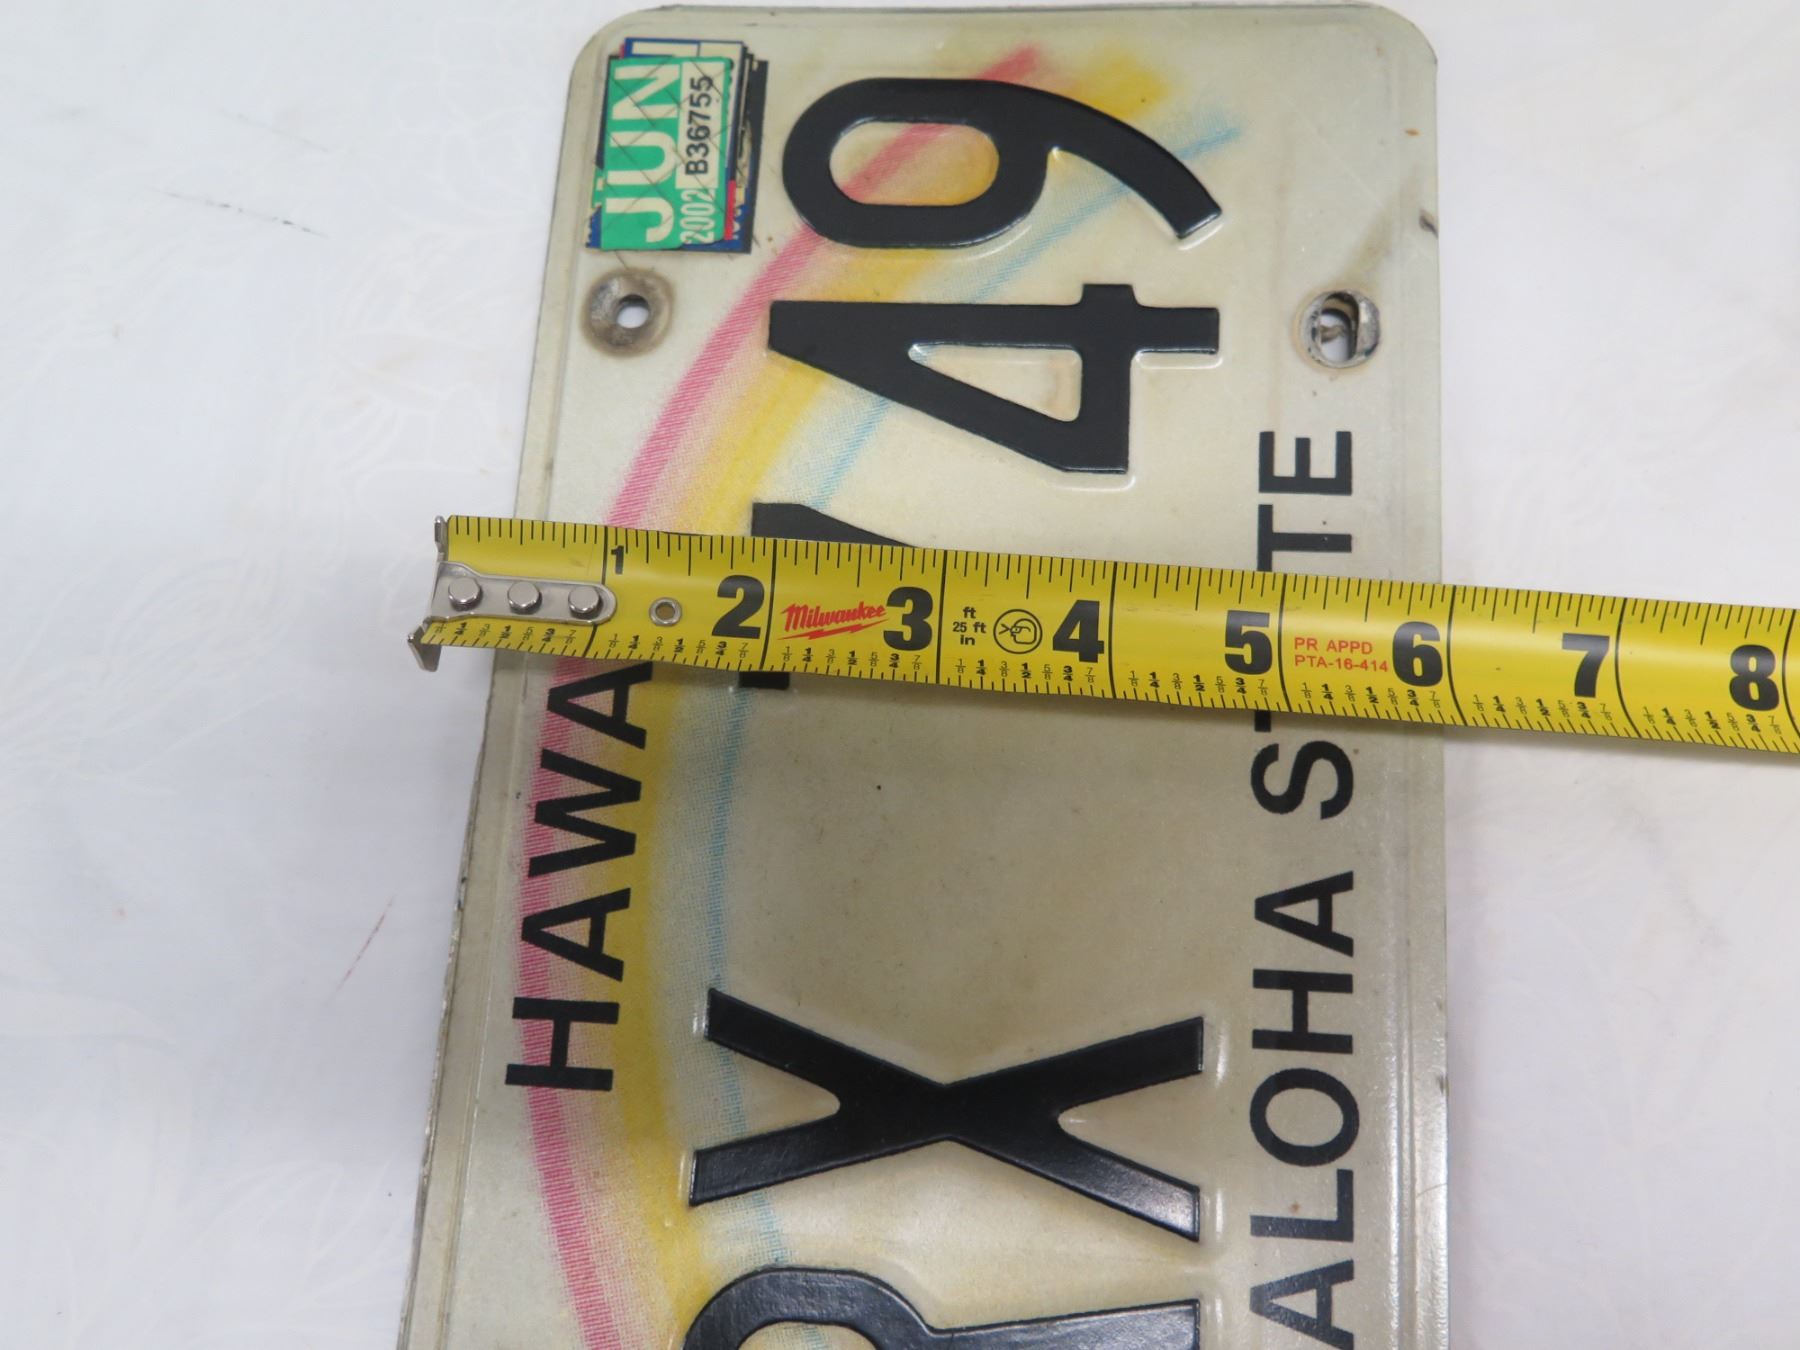 JUN
2002
B36755
HAWA
RX
49
ALOHA STATE
1 2 3 4 5 6 7 8
Milwaukee
ft
25 ft
in
PR APPD
PTA-16-414